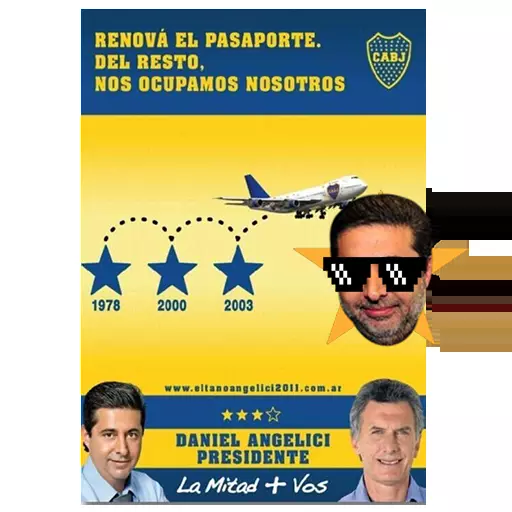 RENOVÁ EL PASAPORTE.
DEL RESTO,
NOS OCUPAMOS NOSOTROS
CABJ
1978 2000 2003
www.eltanoangelici2011.com.ar
DANIEL ANGELICI
PRESIDENTE
La Mitad + Vos